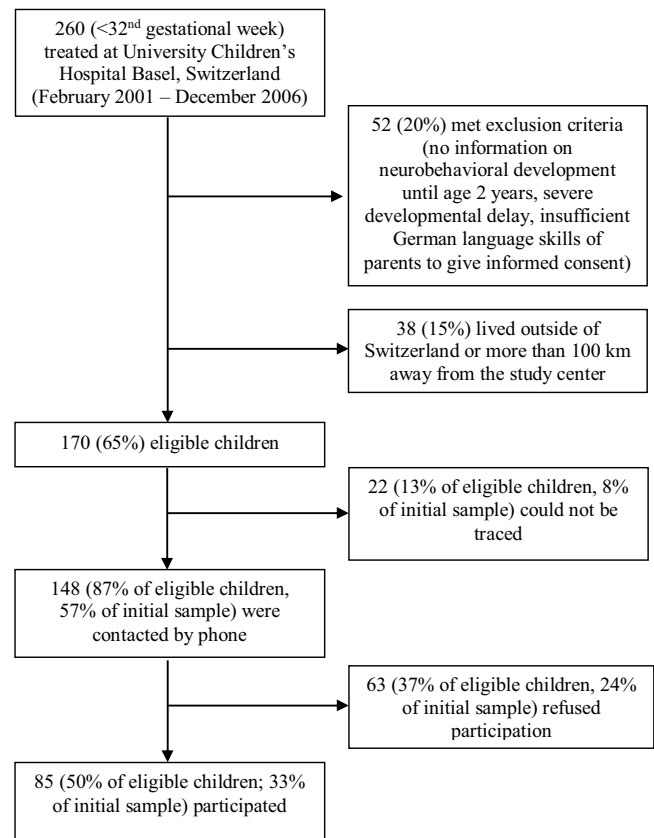 260 (<32nd gestational week)
treated at University Children's
Hospital Basel, Switzerland
(February 2001 – December 2006)
52 (20%) met exclusion criteria
(no information on
neurobehavioral development
until age 2 years, severe
developmental delay, insufficient
German language skills of
parents to give informed consent)
38 (15%) lived outside of
Switzerland or more than 100 km
away from the study center
170 (65%) eligible children
22 (13% of eligible children, 8%
of initial sample) could not be
traced
148 (87% of eligible children,
57% of initial sample) were
contacted by phone
63 (37% of eligible children, 24%
of initial sample) refused
participation
85 (50% of eligible children; 33%
of initial sample) participated